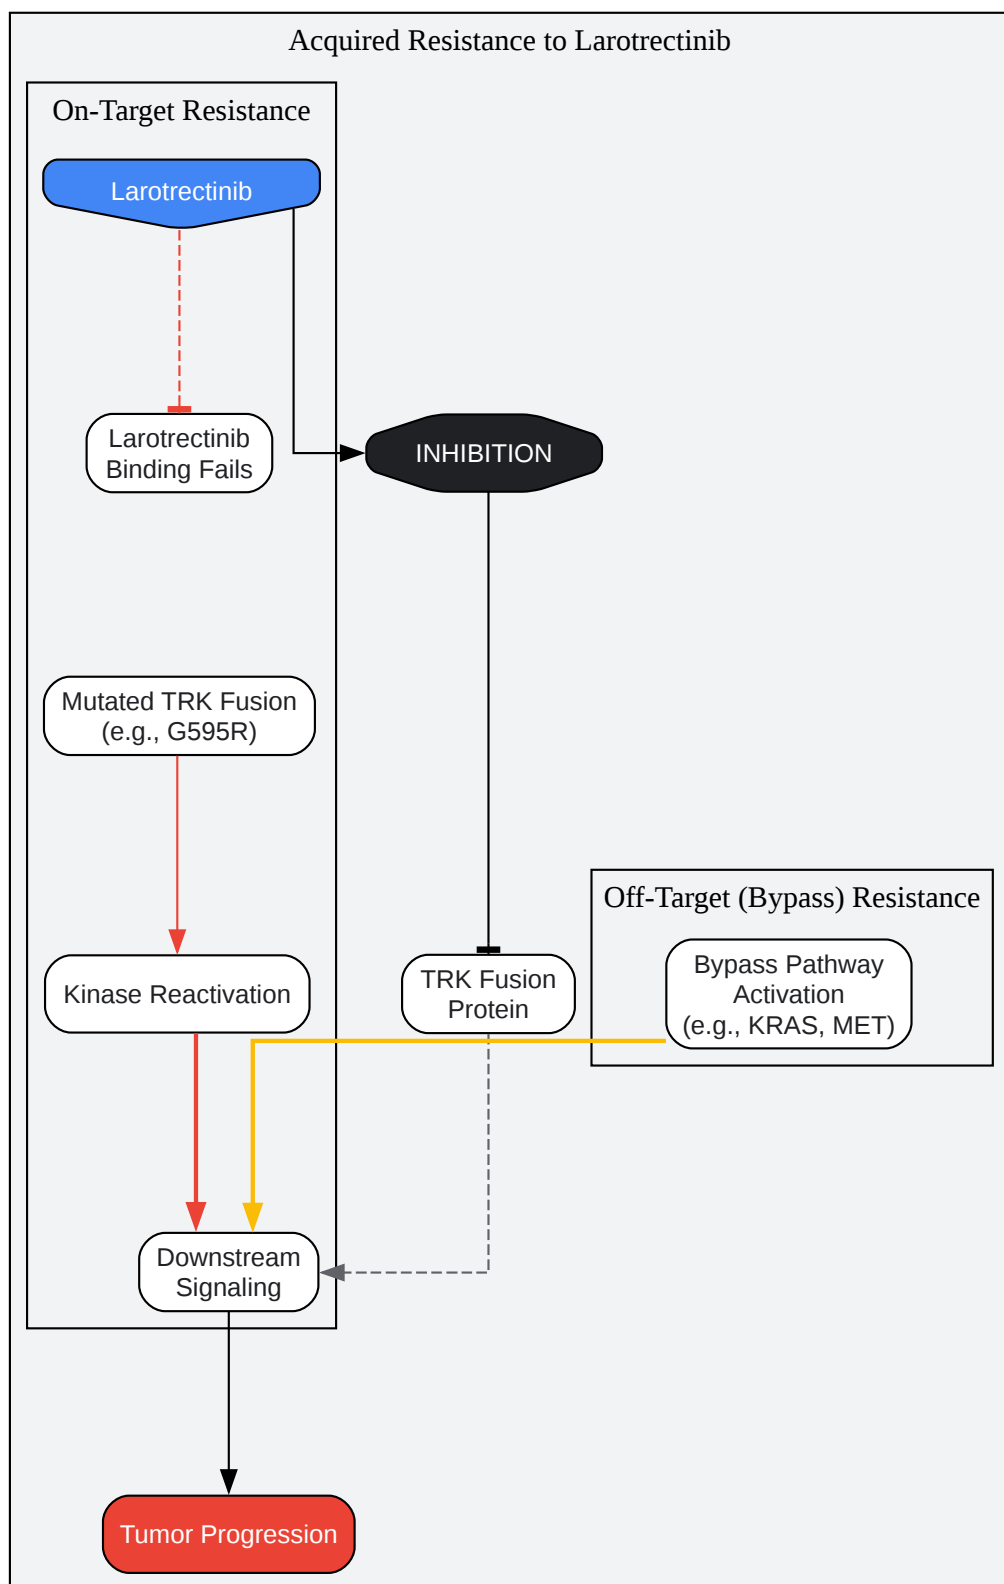 Acquired Resistance to Larotrectinib
On-Target Resistance
Larotrectinib
Larotrectinib
Binding Fails
INHIBITION
Mutated TRK Fusion
(e.g., G595R)
Off-Target (Bypass) Resistance
Kinase Reactivation
TRK Fusion
Protein
Bypass Pathway
Activation
(e.g., KRAS, MET)
Downstream
Signaling
Tumor Progression